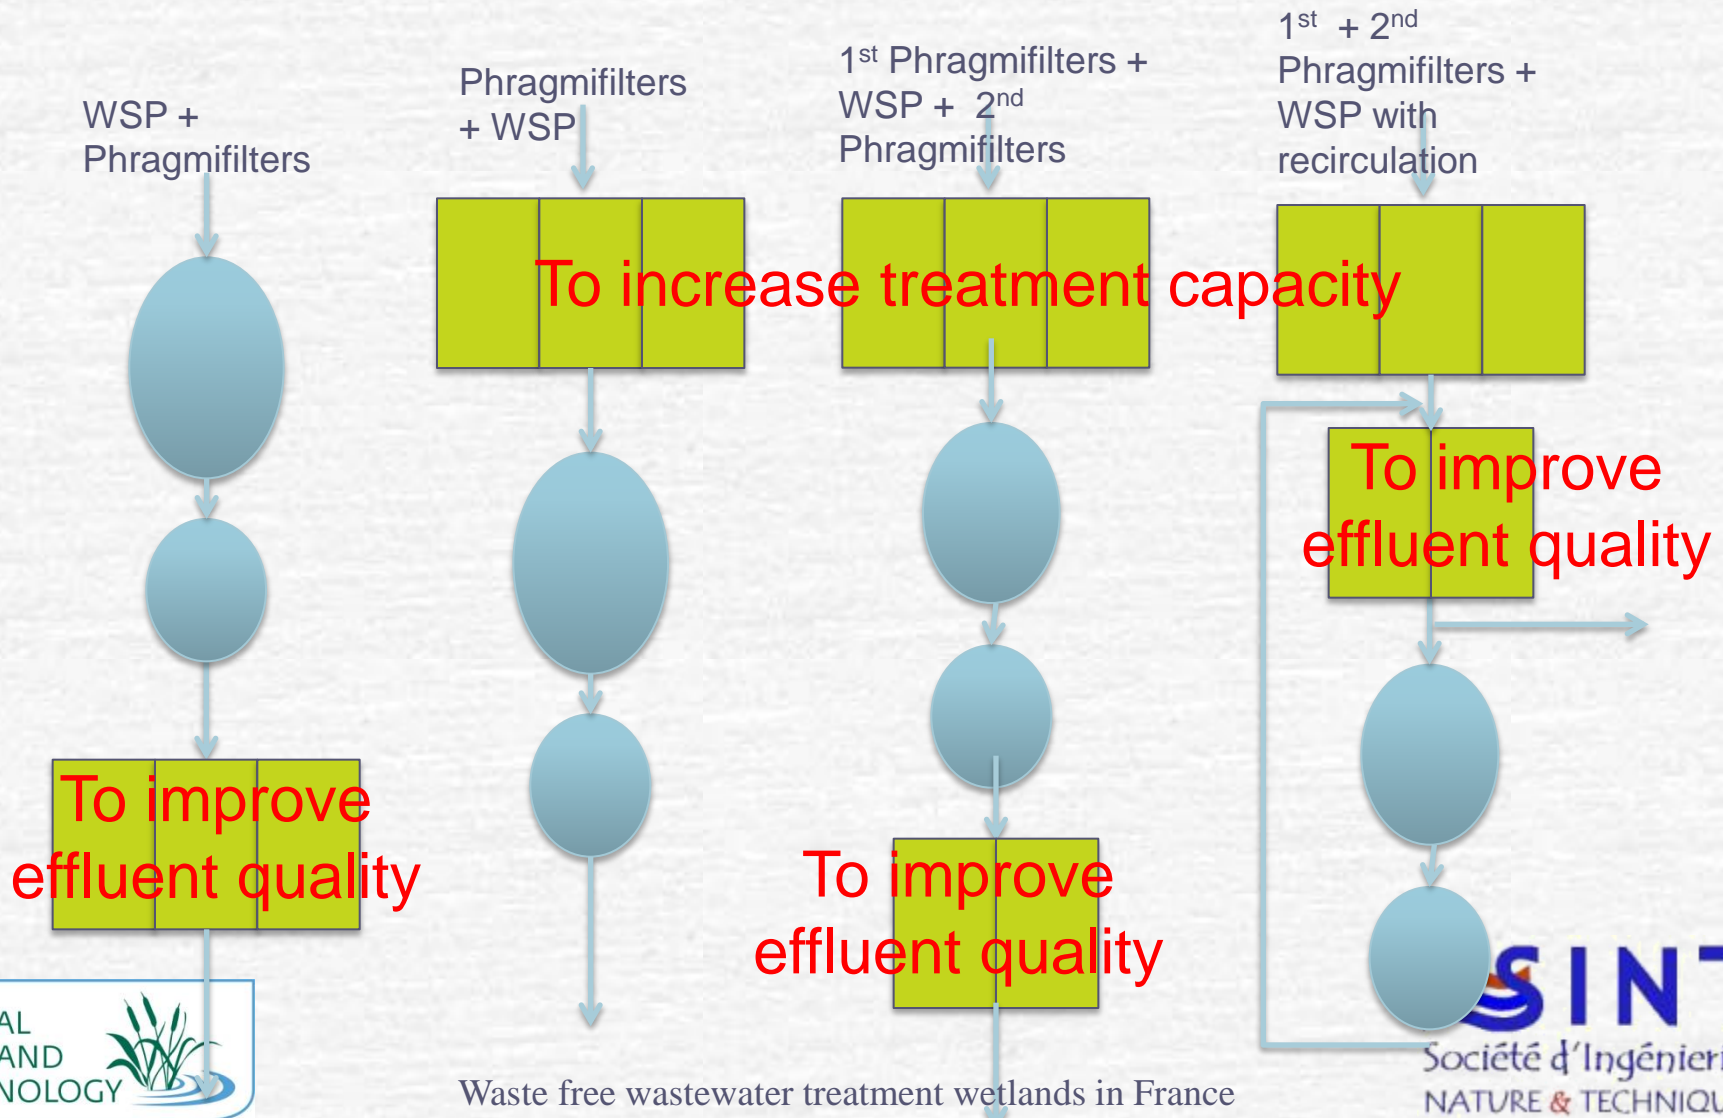 WSP +
Phragmifilters
Phragmifilters
+ WSP
1st Phragmifilters +
WSP + 2nd
Phragmifilters
1st + 2nd
Phragmifilters +
WSP with
recirculation
To increase treatment capacity
To improve
effluent quality
To improve
effluent quality
To improve
effluent quality
AL
AND
NOLOGY
Waste free wastewater treatment wetlands in France
SINT
Société d'Ingénieri
NATURE & TECHNIQU